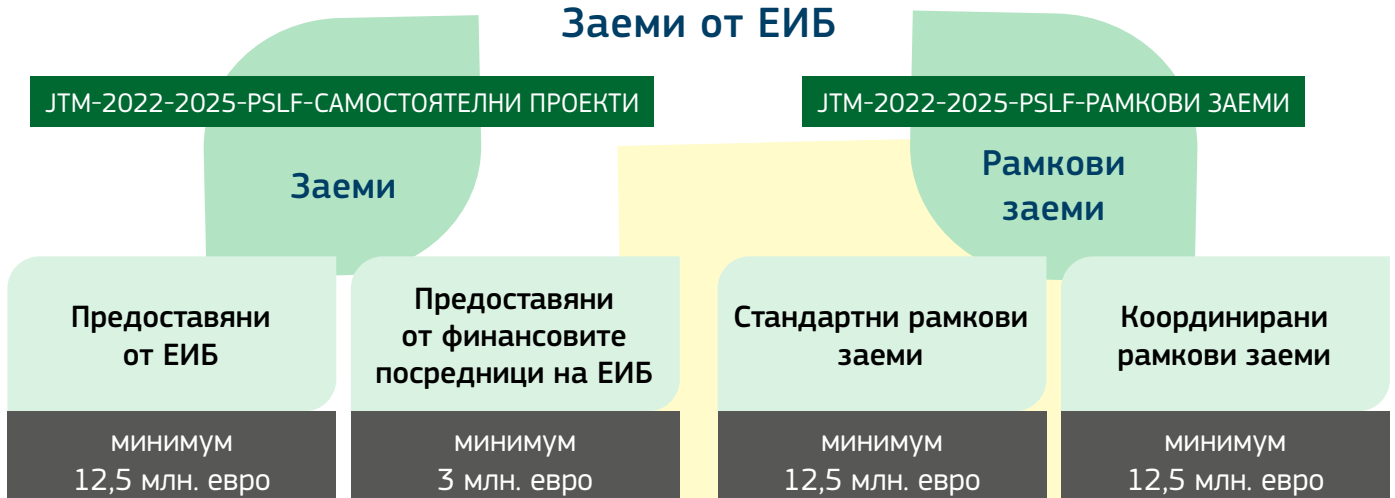 Заеми от ЕИБ
JTM-2022-2025-PSLF-САМОСТОЯТЕЛНИ ПРОЕКТИ
JTM-2022-2025-PSLF-РАМКОВИ ЗАЕМИ
Заеми
Рамкови
заеми
Предоставяни
от ЕИБ
Предоставяни
от финансовите
посредници на ЕИБ
Стандартни рамкови
заеми
Координирани
рамкови заеми
минимум
12,5 млн. евро
минимум
3 млн. евро
минимум
12,5 млн. евро
минимум
12,5 млн. евро